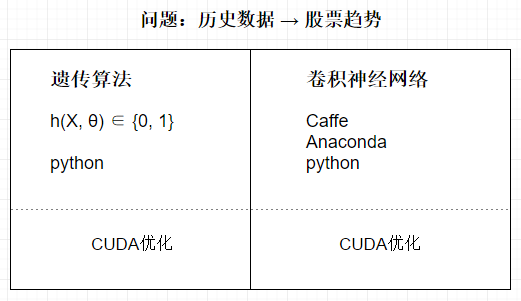 问题：历史数据 → 股票趋势
遗传算法
h(X, θ) ∈ {0, 1}
python
CUDA优化
卷积神经网络
Caffe
Anaconda
python
CUDA优化